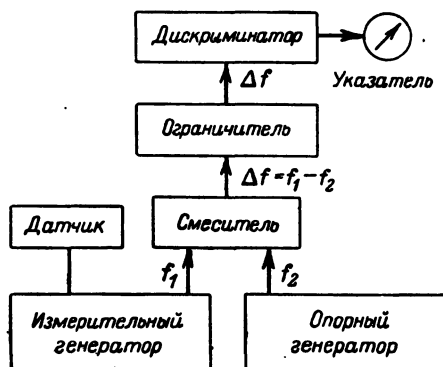 Дискриминатор
Указатель
Δf
Ограничитель
Δf = f₁ – f₂
Датчик
Смеситель
f₁
f₂
Измерительный
генератор
Опорный
генератор